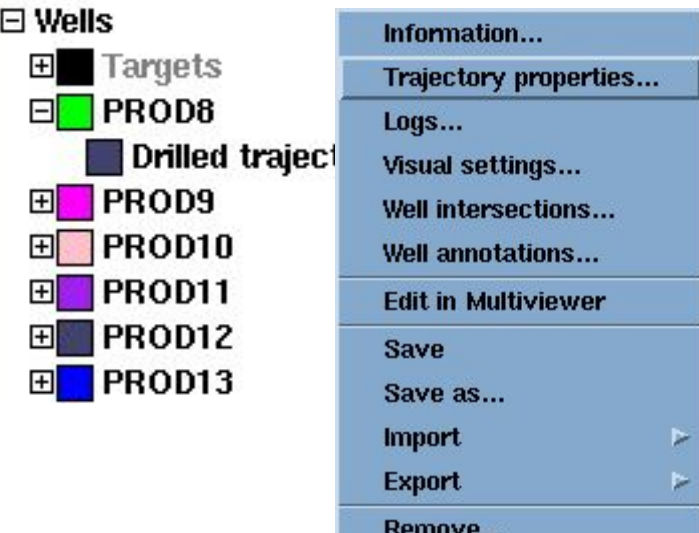 Wells
Targets
PROD8
Drilled traject
PROD9
PROD10
PROD11
PROD12
PROD13
Information...
Trajectory properties...
Logs...
Visual settings...
Well intersections...
Well annotations...
Edit in Multiviewer
Save
Save as...
Import
Export
Remove...